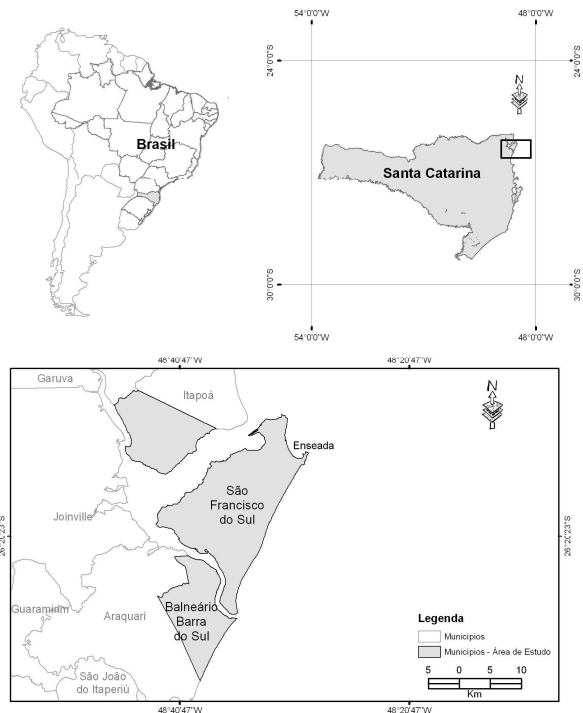 Brasil
54°0'0"W
48°0'0"W
24°0'0"S
24°0'0"S
N
Santa Catarina
30°0'0"S
30°0'0"S
54°0'0"W
48°0'0"W
48°40'47"W
48°20'47"W
Garuva
Itapoá
N
Enseada
São
Francisco
do Sul
Joinville
26°20'23"S
26°20'23"S
Guaramirim
Araquari
Balneário
Barra
do Sul
São João
do Itaperiú
Legenda
Municípios
Municípios - Área de Estudo
5 0 5 10
Km
48°40'47"W
48°20'47"W